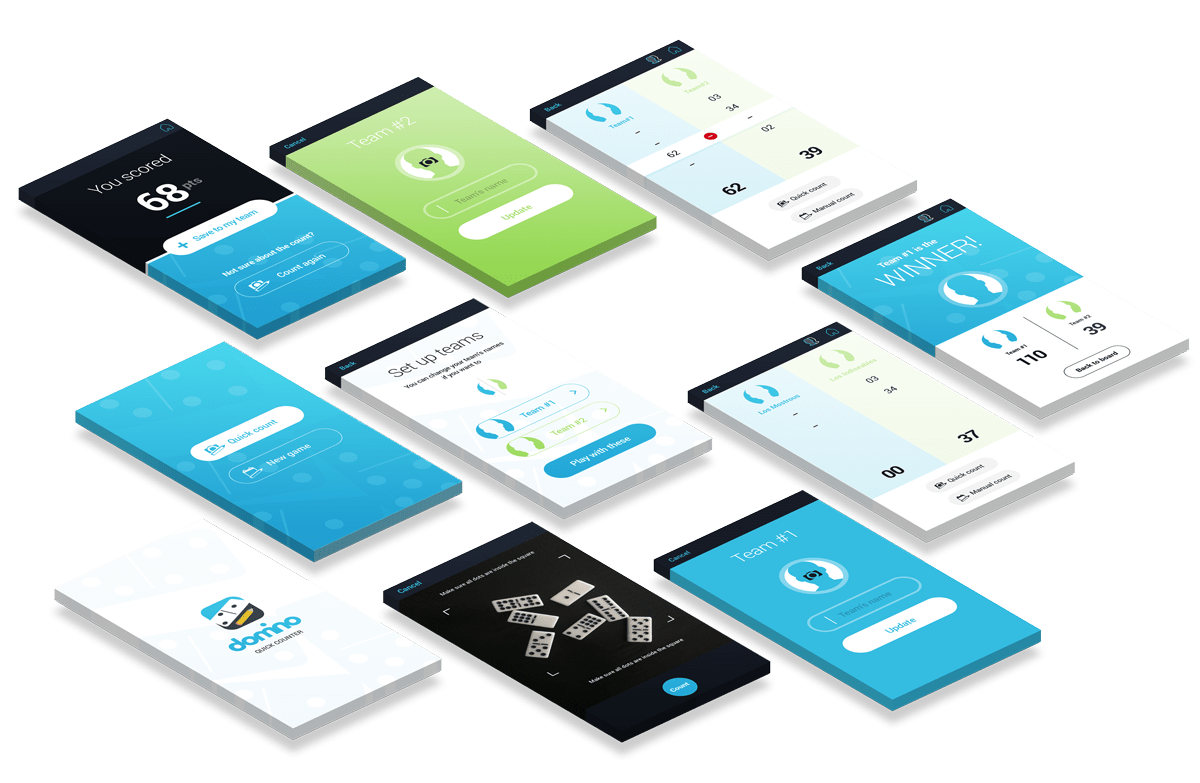 You scored
68 pts
Save to my team
Not sure about the count?
Count again
Cancel
Team #2
Team's name
Update
Back
Team#1
Team#2
-
-
62
-
62
03
34
-
02
39
Quick count
Manual count
Back
Team #1 is the
WINNER!
Team #1
110
Team #2
39
Back to board
Quick count
New game
Back
Set up teams
You can change your team's names
if you want to
Team #1
Team #2
Play with these
Back
Los Mostros
-
-
00
03
34
37
Quick count
Manual count
domino
QUICK COUNTER
Cancel
Make sure all dots are inside the square
Make sure all dots are inside the square
Count
Cancel
Team #1
Team's name
Update